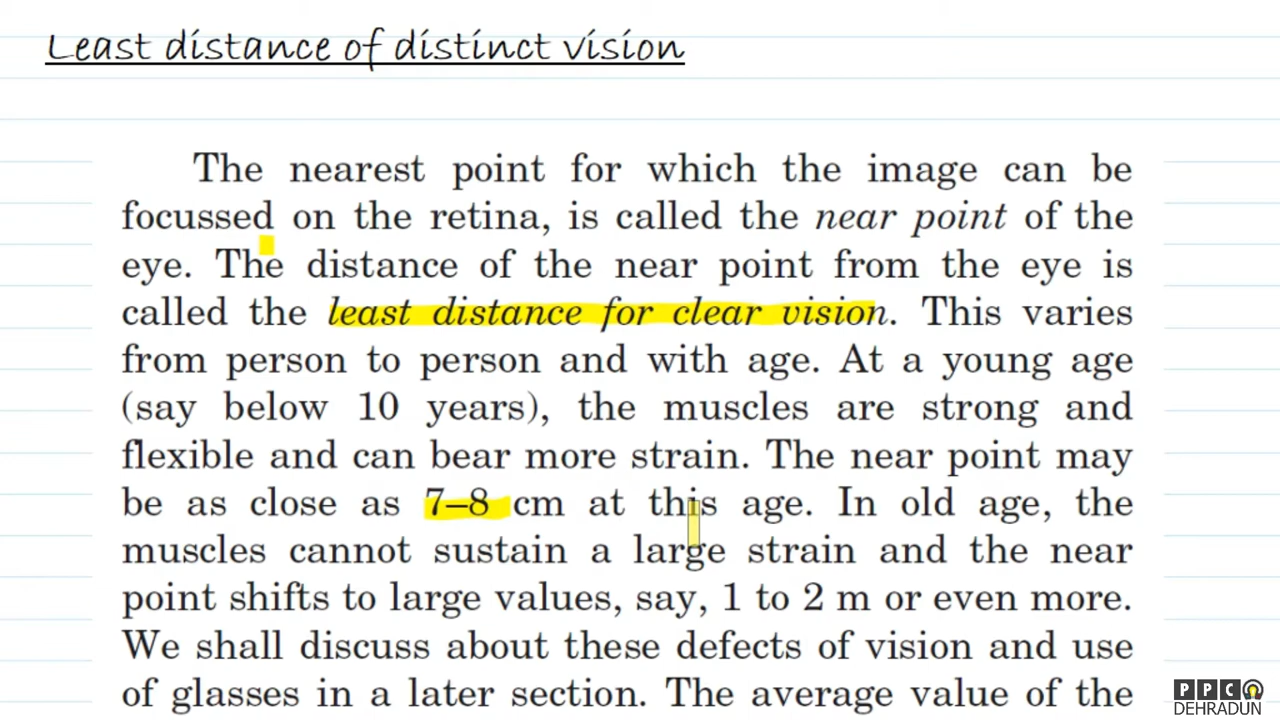 Least distance of distinct vision
The nearest point for which the image can be
focussed on the retina, is called the near point of the
eye. The distance of the near point from the eye is
called the least distance for clear vision. This varies
from person to person and with age. At a young age
(say below 10 years), the muscles are strong and
flexible and can bear more strain. The near point may
be as close as 7–8 cm at this age. In old age, the
muscles cannot sustain a large strain and the near
point shifts to large values, say, 1 to 2 m or even more.
We shall discuss about these defects of vision and use
of glasses in a later section. The average value of the
PPC
DEHRADUN